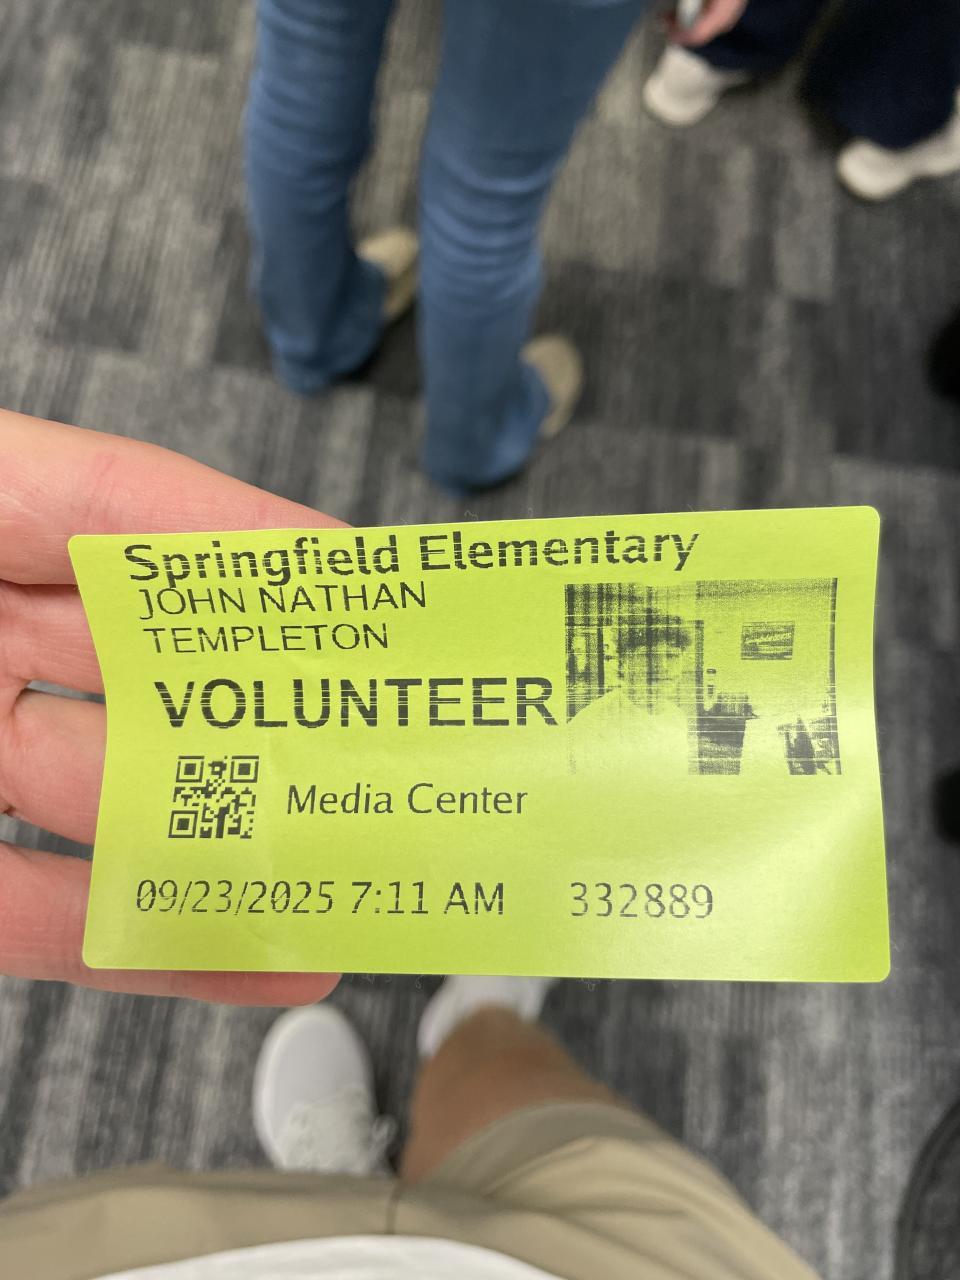 Springfield Elementary
JOHN NATHAN
TEMPLETON
VOLUNTEER
Media Center
09/23/2025 7:11 AM 332889